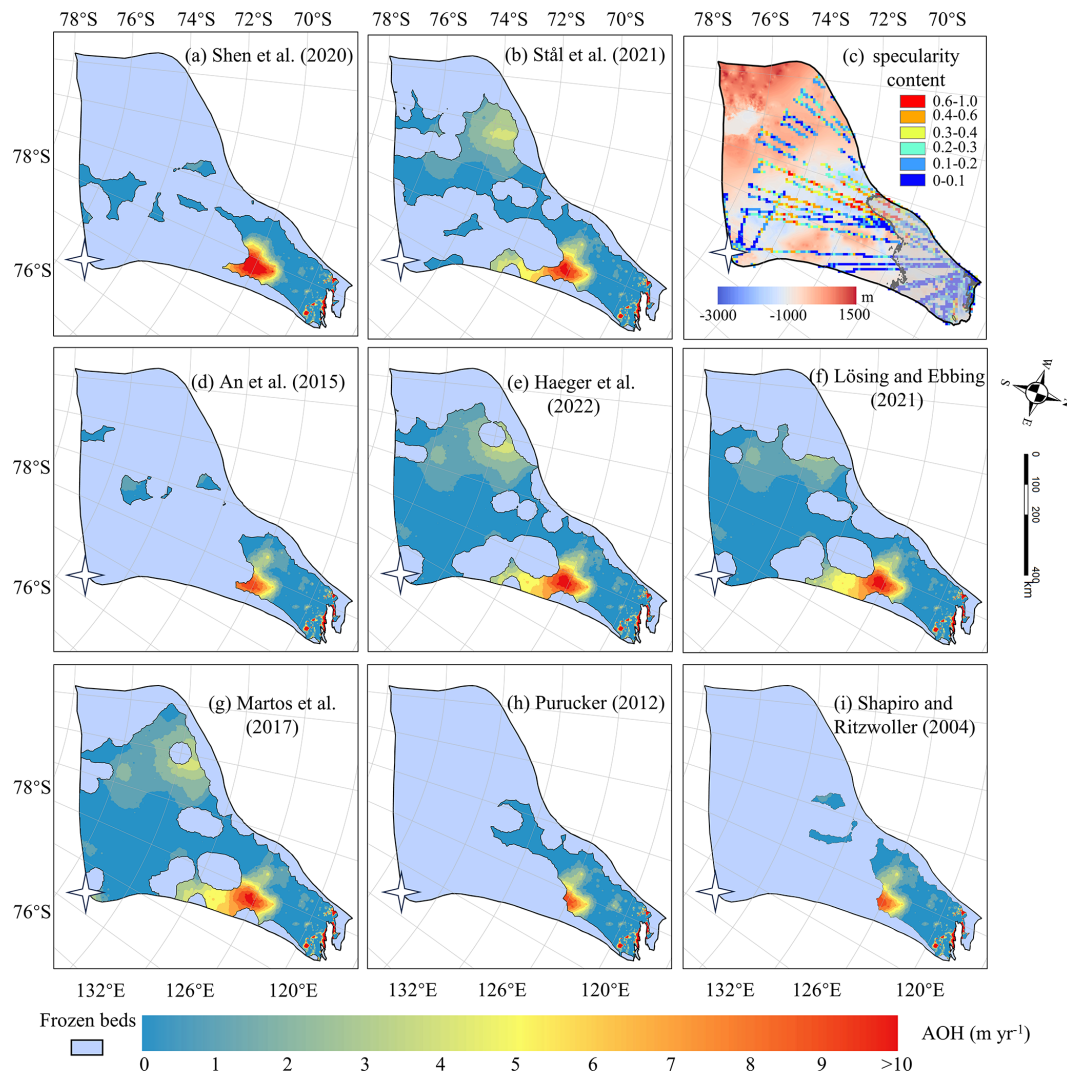 78°S 76°S 74°S 72°S 70°S 78°S 76°S 74°S 72°S 70°S 78°S 76°S 74°S 72°S 70°S
(a) Shen et al. (2020)
(b) Stål et al. (2021)
(c) specularity
content
0.6-1.0
0.4-0.6
0.3-0.4
0.2-0.3
0.1-0.2
0-0.1
78°S
76°S
-3000 -1000 1500 m
(d) An et al. (2015)
(e) Haeger et al.
(2022)
(f) Lösing and Ebbing
(2021)
78°S
76°S
W
S
N
E
0
100
200
400 km
(g) Martos et al.
(2017)
(h) Purucker (2012)
(i) Shapiro and
Ritzwoller (2004)
78°S
76°S
132°E 126°E 120°E 132°E 126°E 120°E 132°E 126°E 120°E
Frozen beds
AOH (m yr⁻¹)
0 1 2 3 4 5 6 7 8 9 >10